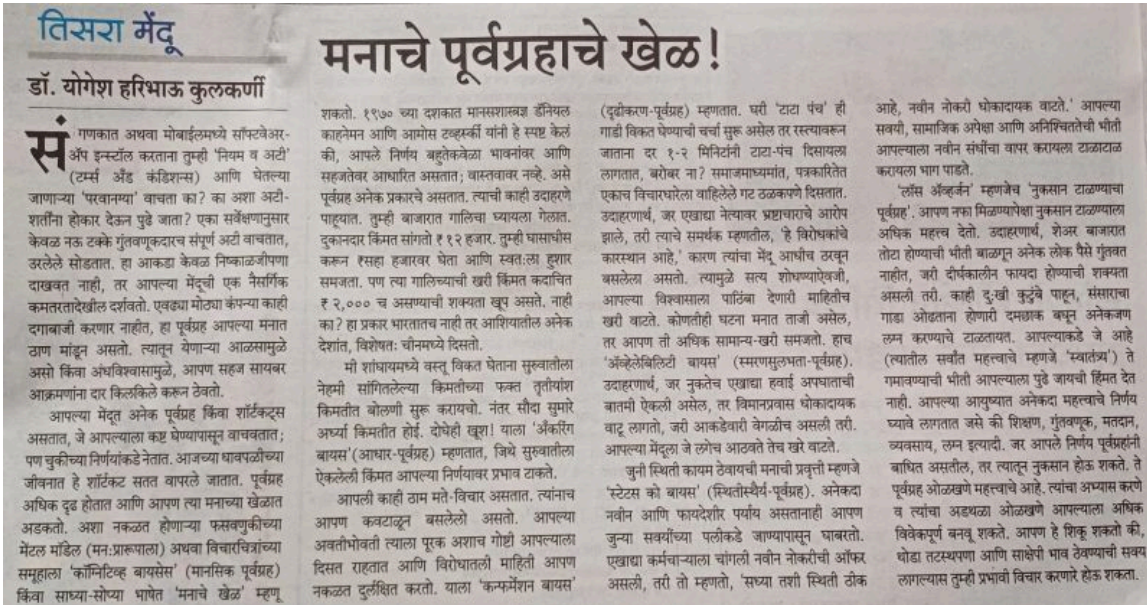 तिसरा मेंदू
डॉ. योगेश हरिभाऊ कुलकर्णी
मनाचे पूर्वग्रहाचे खेळ!
संगणकात अथवा मोबाईलमध्ये सॉफ्टवेअर-
ॲप इन्स्टॉल करताना तुम्ही 'नियम व अटी'
(टर्म्स अँड कंडिशन्स) आणि घेतल्या
जाणाऱ्या 'परवानग्या' वाचता का? का अशा अटी-
शर्तींना होकार देऊन पुढे जाता? एका सर्वेक्षणानुसार
केवळ नऊ टक्के गुंतवणूकदारच संपूर्ण अटी वाचतात,
उरलेले सोडतात. हा आकडा केवळ निष्काळजीपणा
दाखवत नाही, तर आपल्या मेंदूची एक नैसर्गिक
कमतरतादेखील दर्शवतो. एवढ्या मोठ्या कंपन्या काही
दगाबाजी करणार नाहीत, हा पूर्वग्रह आपल्या मनात
ठाण मांडून असतो. त्यातून येणाऱ्या आळसामुळे
असो किंवा अंधविश्वासामुळे, आपण सहज सायबर
आक्रमणांना दार किलकिले करून ठेवतो.
आपल्या मेंदूत अनेक पूर्वग्रह किंवा शॉर्टकट्स
असतात, जे आपल्याला कष्ट घेण्यापासून वाचवतात;
पण चुकीच्या निर्णयांकडे नेतात. आजच्या धावपळीच्या
जीवनात हे शॉर्टकट सतत वापरले जातात. पूर्वग्रह
अधिक दृढ होतात आणि आपण त्या मनाच्या खेळात
अडकतो. अशा नकळत होणाऱ्या फसवणुकीच्या
मेंटल मॉडेल (मन:प्रारूपाला) अथवा विचारचित्रांच्या
समूहाला 'कॉग्निटिव्ह बायसेस' (मानसिक पूर्वग्रह)
किंवा साध्या-सोप्या भाषेत 'मनाचे खेळ' म्हणू
शकतो. १९७० च्या दशकात मानसशास्त्रज्ञ डॅनियल
काहनेमन आणि आमोस टव्हर्स्की यांनी हे स्पष्ट केलं
की, आपले निर्णय बहुतेकवेळा भावनांवर आणि
सहजतेवर आधारित असतात; वास्तवावर नव्हे. असे
पूर्वग्रह अनेक प्रकारचे असतात. त्याची काही उदाहरणे
पाहूयात. तुम्ही बाजारात गालिचा घ्यायला गेलात.
दुकानदार किंमत सांगतो ₹ १२ हजार. तुम्ही घासाघीस
करून ₹सहा हजारवर घेता आणि स्वत:ला हुशार
समजता. पण त्या गालिच्याची खरी किंमत कदाचित
₹ २,००० च असण्याची शक्यता खूप असते. नाही
का? हा प्रकार भारतातच नाही तर आशियातील अनेक
देशांत, विशेषत: चीनमध्ये दिसतो.
मी शांघायमध्ये वस्तू विकत घेताना सुरुवातीला
नेहमी सांगितलेल्या किमतीच्या फक्त तृतीयांश
किमतीत बोलणी सुरू करायचो. नंतर सौदा सुमारे
अर्ध्या किमतीत होई. दोघेही खूश! याला 'अँकरिंग
बायस'(आधार-पूर्वग्रह) म्हणतात, जिथे सुरुवातीला
ऐकलेली किंमत आपल्या निर्णयावर प्रभाव टाकते.
आपली काही ठाम मते-विचार असतात. त्यांनाच
आपण कवटाळून बसलेलो असतो. आपल्या
अवतीभोवती त्याला पूरक अशाच गोष्टी आपल्याला
दिसत राहतात आणि विरोधातली माहिती आपण
नकळत दुर्लक्षित करतो. याला 'कन्फर्मेशन बायस'
(दृढीकरण-पूर्वग्रह) म्हणतात. घरी 'टाटा पंच' ही
गाडी विकत घेण्याची चर्चा सुरू असेल तर रस्त्यावरून
जाताना दर १-२ मिनिटांनी टाटा-पंच दिसायला
लागतात, बरोबर ना? समाजमाध्यमांत, पत्रकारितेत
एकाच विचारधारेला वाहिलेले गट ठळकपणे दिसतात.
उदाहरणार्थ, जर एखाद्या नेत्यावर भ्रष्टाचाराचे आरोप
झाले, तरी त्याचे समर्थक म्हणतील, 'हे विरोधकांचे
कारस्थान आहे,' कारण त्यांचा मेंदू आधीच ठरवून
बसलेला असतो. त्यामुळे सत्य शोधण्याऐवजी,
आपल्या विश्वासाला पाठिंबा देणारी माहितीच
खरी वाटते. कोणतीही घटना मनात ताजी असेल,
तर आपण ती अधिक सामान्य-खरी समजतो. हाच
'ॲव्हेलेबिलिटी बायस' (स्मरणसुलभता-पूर्वग्रह).
उदाहरणार्थ, जर नुकतेच एखाद्या हवाई अपघाताची
बातमी ऐकली असेल, तर विमानप्रवास धोकादायक
वाटू लागतो, जरी आकडेवारी वेगळीच असली तरी.
आपल्या मेंदूला जे लगेच आठवते तेच खरे वाटते.
जुनी स्थिती कायम ठेवायची मनाची प्रवृत्ती म्हणजे
'स्टेटस को बायस' (स्थितीस्थैर्य-पूर्वग्रह). अनेकदा
नवीन आणि फायदेशीर पर्याय असतानाही आपण
जुन्या सवयींच्या पलीकडे जाण्यापासून घाबरतो.
एखाद्या कर्मचाऱ्याला चांगली नवीन नोकरीची ऑफर
असली, तरी तो म्हणतो, 'सध्या तशी स्थिती ठीक
आहे, नवीन नोकरी धोकादायक वाटते.' आपल्या
सवयी, सामाजिक अपेक्षा आणि अनिश्चिततेची भीती
आपल्याला नवीन संधींचा वापर करायला टाळाटाळ
करायला भाग पाडते.
'लॉस ॲव्हर्जन' म्हणजेच 'नुकसान टाळण्याचा
पूर्वग्रह'. आपण नफा मिळण्यापेक्षा नुकसान टाळण्याला
अधिक महत्त्व देतो. उदाहरणार्थ, शेअर बाजारात
तोटा होण्याची भीती बाळगून अनेक लोक पैसे गुंतवत
नाहीत, जरी दीर्घकालीन फायदा होण्याची शक्यता
असली तरी. काही दु:खी कुटुंबे पाहून, संसाराचा
गाडा ओढताना होणारी दमछाक बघून अनेकजण
लग्न करण्याचे टाळतायत. आपल्याकडे जे आहे
(त्यातील सर्वांत महत्त्वाचे म्हणजे 'स्वातंत्र्य') ते
गमावण्याची भीती आपल्याला पुढे जायची हिंमत देत
नाही. आपल्या आयुष्यात अनेकदा महत्त्वाचे निर्णय
घ्यावे लागतात जसे की शिक्षण, गुंतवणूक, मतदान,
व्यवसाय, लग्न इत्यादी. जर आपले निर्णय पूर्वग्रहांनी
बाधित असतील, तर त्यातून नुकसान होऊ शकते. ते
पूर्वग्रह ओळखणे महत्त्वाचे आहे. त्यांचा अभ्यास करणे
व त्यांचा अडथळा ओळखणे आपल्याला अधिक
विवेकपूर्ण बनवू शकते. आपण हे शिकू शकतो की,
थोडा तटस्थपणा आणि साक्षेपी भाव ठेवण्याची सवय
लागल्यास तुम्ही प्रभावी विचार करणारे होऊ शकता.